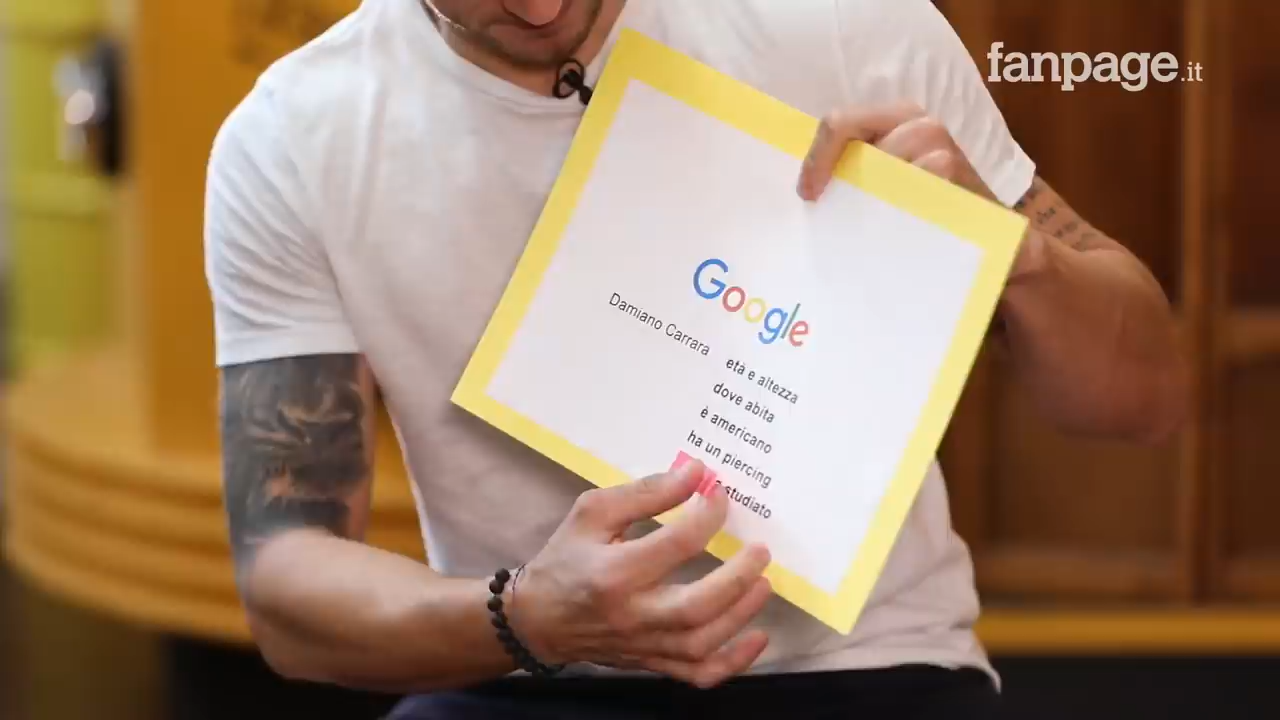 fanpage.it
Google
Damiano Carrara
età e altezza
dove abita
è americano
ha un piercing
studiato